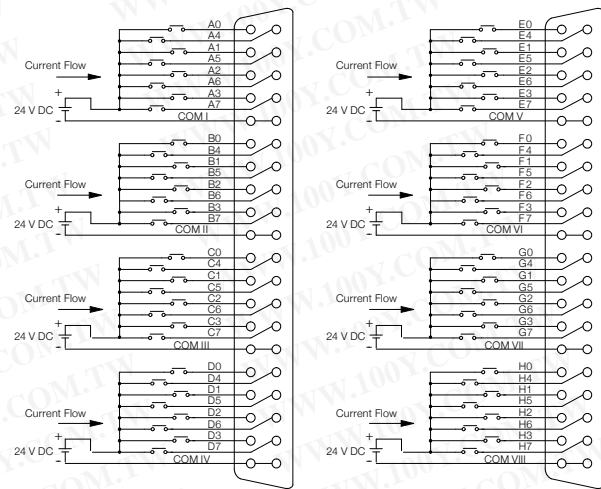 A0
A4
A1
A5
A2
A6
A3
A7
COM I
Current Flow
+
24 V DC
-
B0
B4
B1
B5
B2
B6
B3
B7
COM II
Current Flow
+
24 V DC
-
C0
C4
C1
C5
C2
C6
C3
C7
COM III
Current Flow
+
24 V DC
-
D0
D4
D1
D5
D2
D6
D3
D7
COM IV
Current Flow
+
24 V DC
-
E0
E4
E1
E5
E2
E6
E3
E7
COM V
Current Flow
+
24 V DC
-
F0
F4
F1
F5
F2
F6
F3
F7
COM VI
Current Flow
+
24 V DC
-
G0
G4
G1
G5
G2
G6
G3
G7
COM VII
Current Flow
+
24 V DC
-
H0
H4
H1
H5
H2
H6
H3
H7
COM VIII
Current Flow
+
24 V DC
-
WWW.100Y.COM.TW